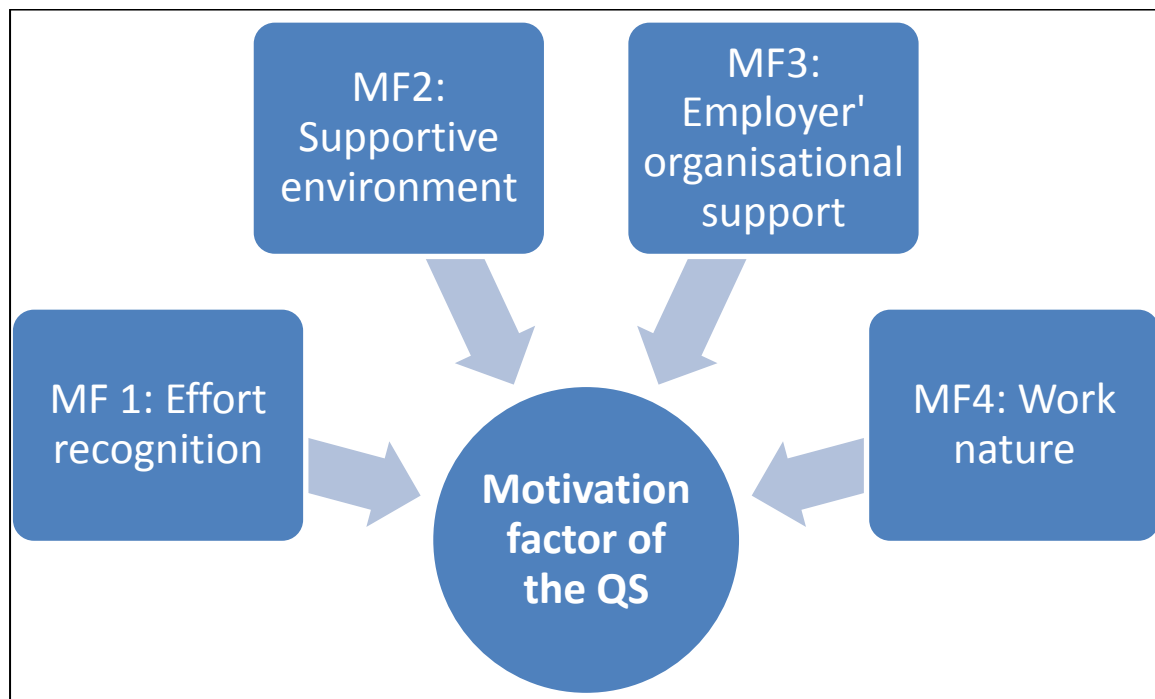 MF2:
Supportive
environment
MF3:
Employer'
organisational
support
MF 1: Effort
recognition
MF4: Work
nature
Motivation
factor of
the QS